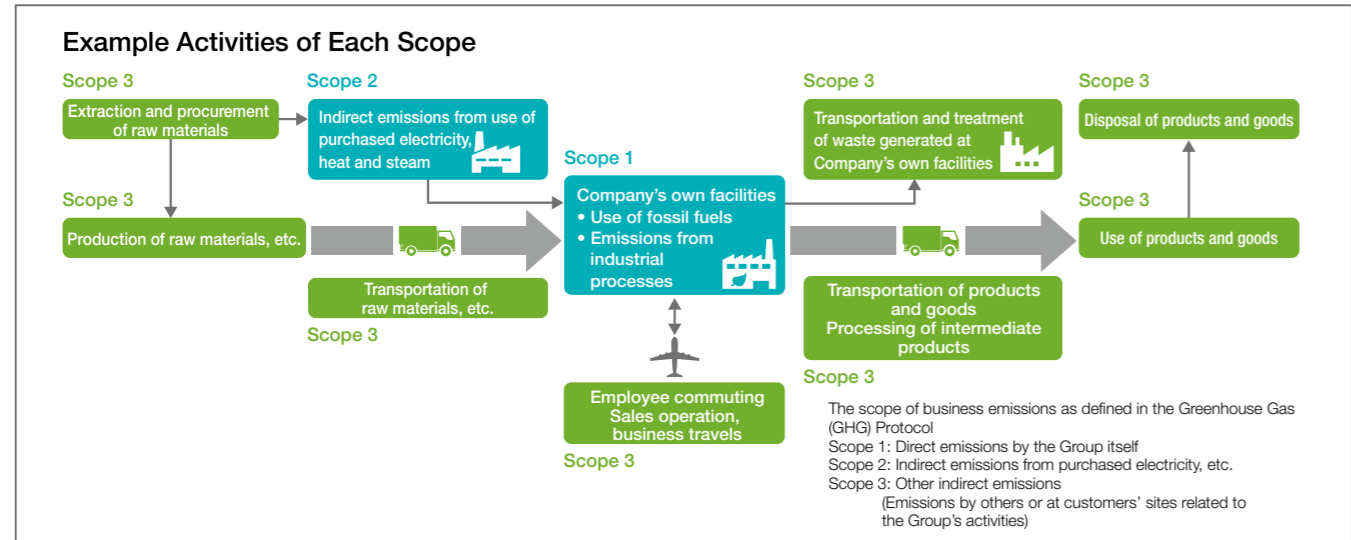 Example Activities of Each Scope
Scope 3
Extraction and procurement
of raw materials
Scope 2
Indirect emissions from use of
purchased electricity,
heat and steam
Scope 3
Production of raw materials, etc.
Transportation of
raw materials, etc.
Scope 3
Scope 1
Company's own facilities
• Use of fossil fuels
• Emissions from
industrial
processes
Employee commuting
Sales operation,
business travels
Scope 3
Scope 3
Transportation and treatment
of waste generated at
Company's own facilities
Transportation of products
and goods
Processing of intermediate
products
Scope 3
Scope 3
Disposal of products and goods
Scope 3
Use of products and goods
The scope of business emissions as defined in the Greenhouse Gas
(GHG) Protocol
Scope 1: Direct emissions by the Group itself
Scope 2: Indirect emissions from purchased electricity, etc.
Scope 3: Other indirect emissions
(Emissions by others or at customers' sites related to
the Group's activities)